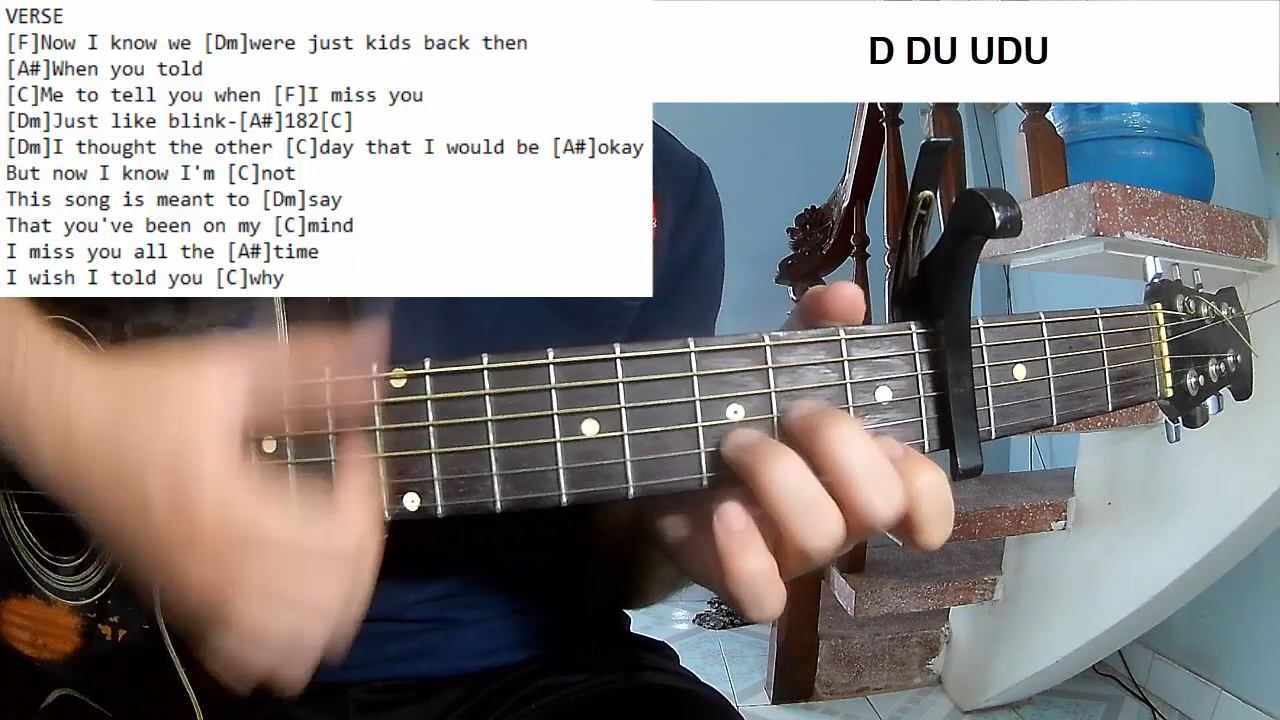 VERSE
[F]Now I know we [Dm]were just kids back then
[A#]When you told
[C]Me to tell you when [F]I miss you
[Dm]Just like blink-[A#]182[C]
[Dm]I thought the other [C]day that I would be [A#]okay
But now I know I'm [C]not
This song is meant to [Dm]say
That you've been on my [C]mind
I miss you all the [A#]time
I wish I told you [C]why
D DU UDU